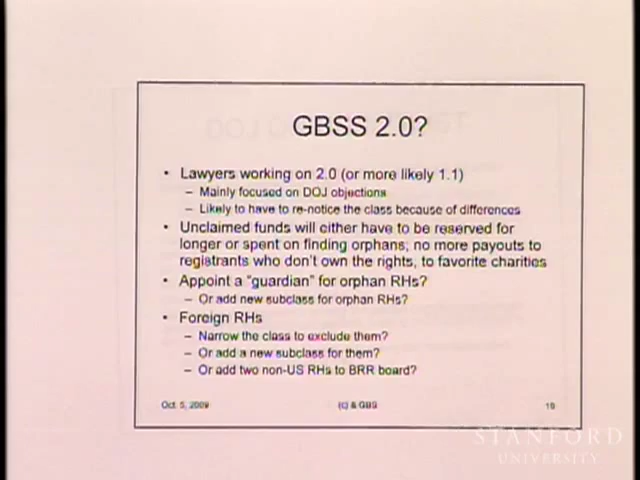 GBSS 2.0?
• Lawyers working on 2.0 (or more likely 1.1)
– Mainly focused on DOJ objections
– Likely to have to re-notice the class because of differences
• Unclaimed funds will either have to be reserved for
longer or spent on finding orphans; no more payouts to
registrants who don't own the rights, to favorite charities
• Appoint a "guardian" for orphan RHs?
– Or add new subclass for orphan RHs?
• Foreign RHs
– Narrow the class to exclude them?
– Or add a new subclass for them?
– Or add two non-US RHs to BRR board?
Oct. 5, 2009 (C) & GBS
STANFORD
UNIVERSITY